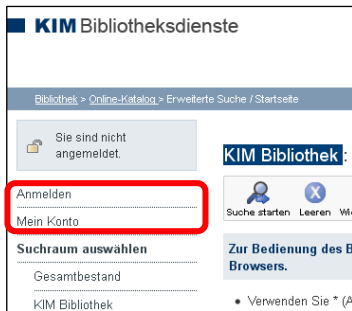 KIM Bibliotheksdienste
Bibliothek > Online-Katalog > Erweiterte Suche / Startseite
Sie sind nicht
angemeldet.
Anmelden
Mein Konto
Suchraum auswählen
Gesamtbestand
KIM Bibliothek
KIM Bibliothek :
Suche starten Leeren
Zur Bedienung des B
Browsers.
• Verwenden Sie * (A